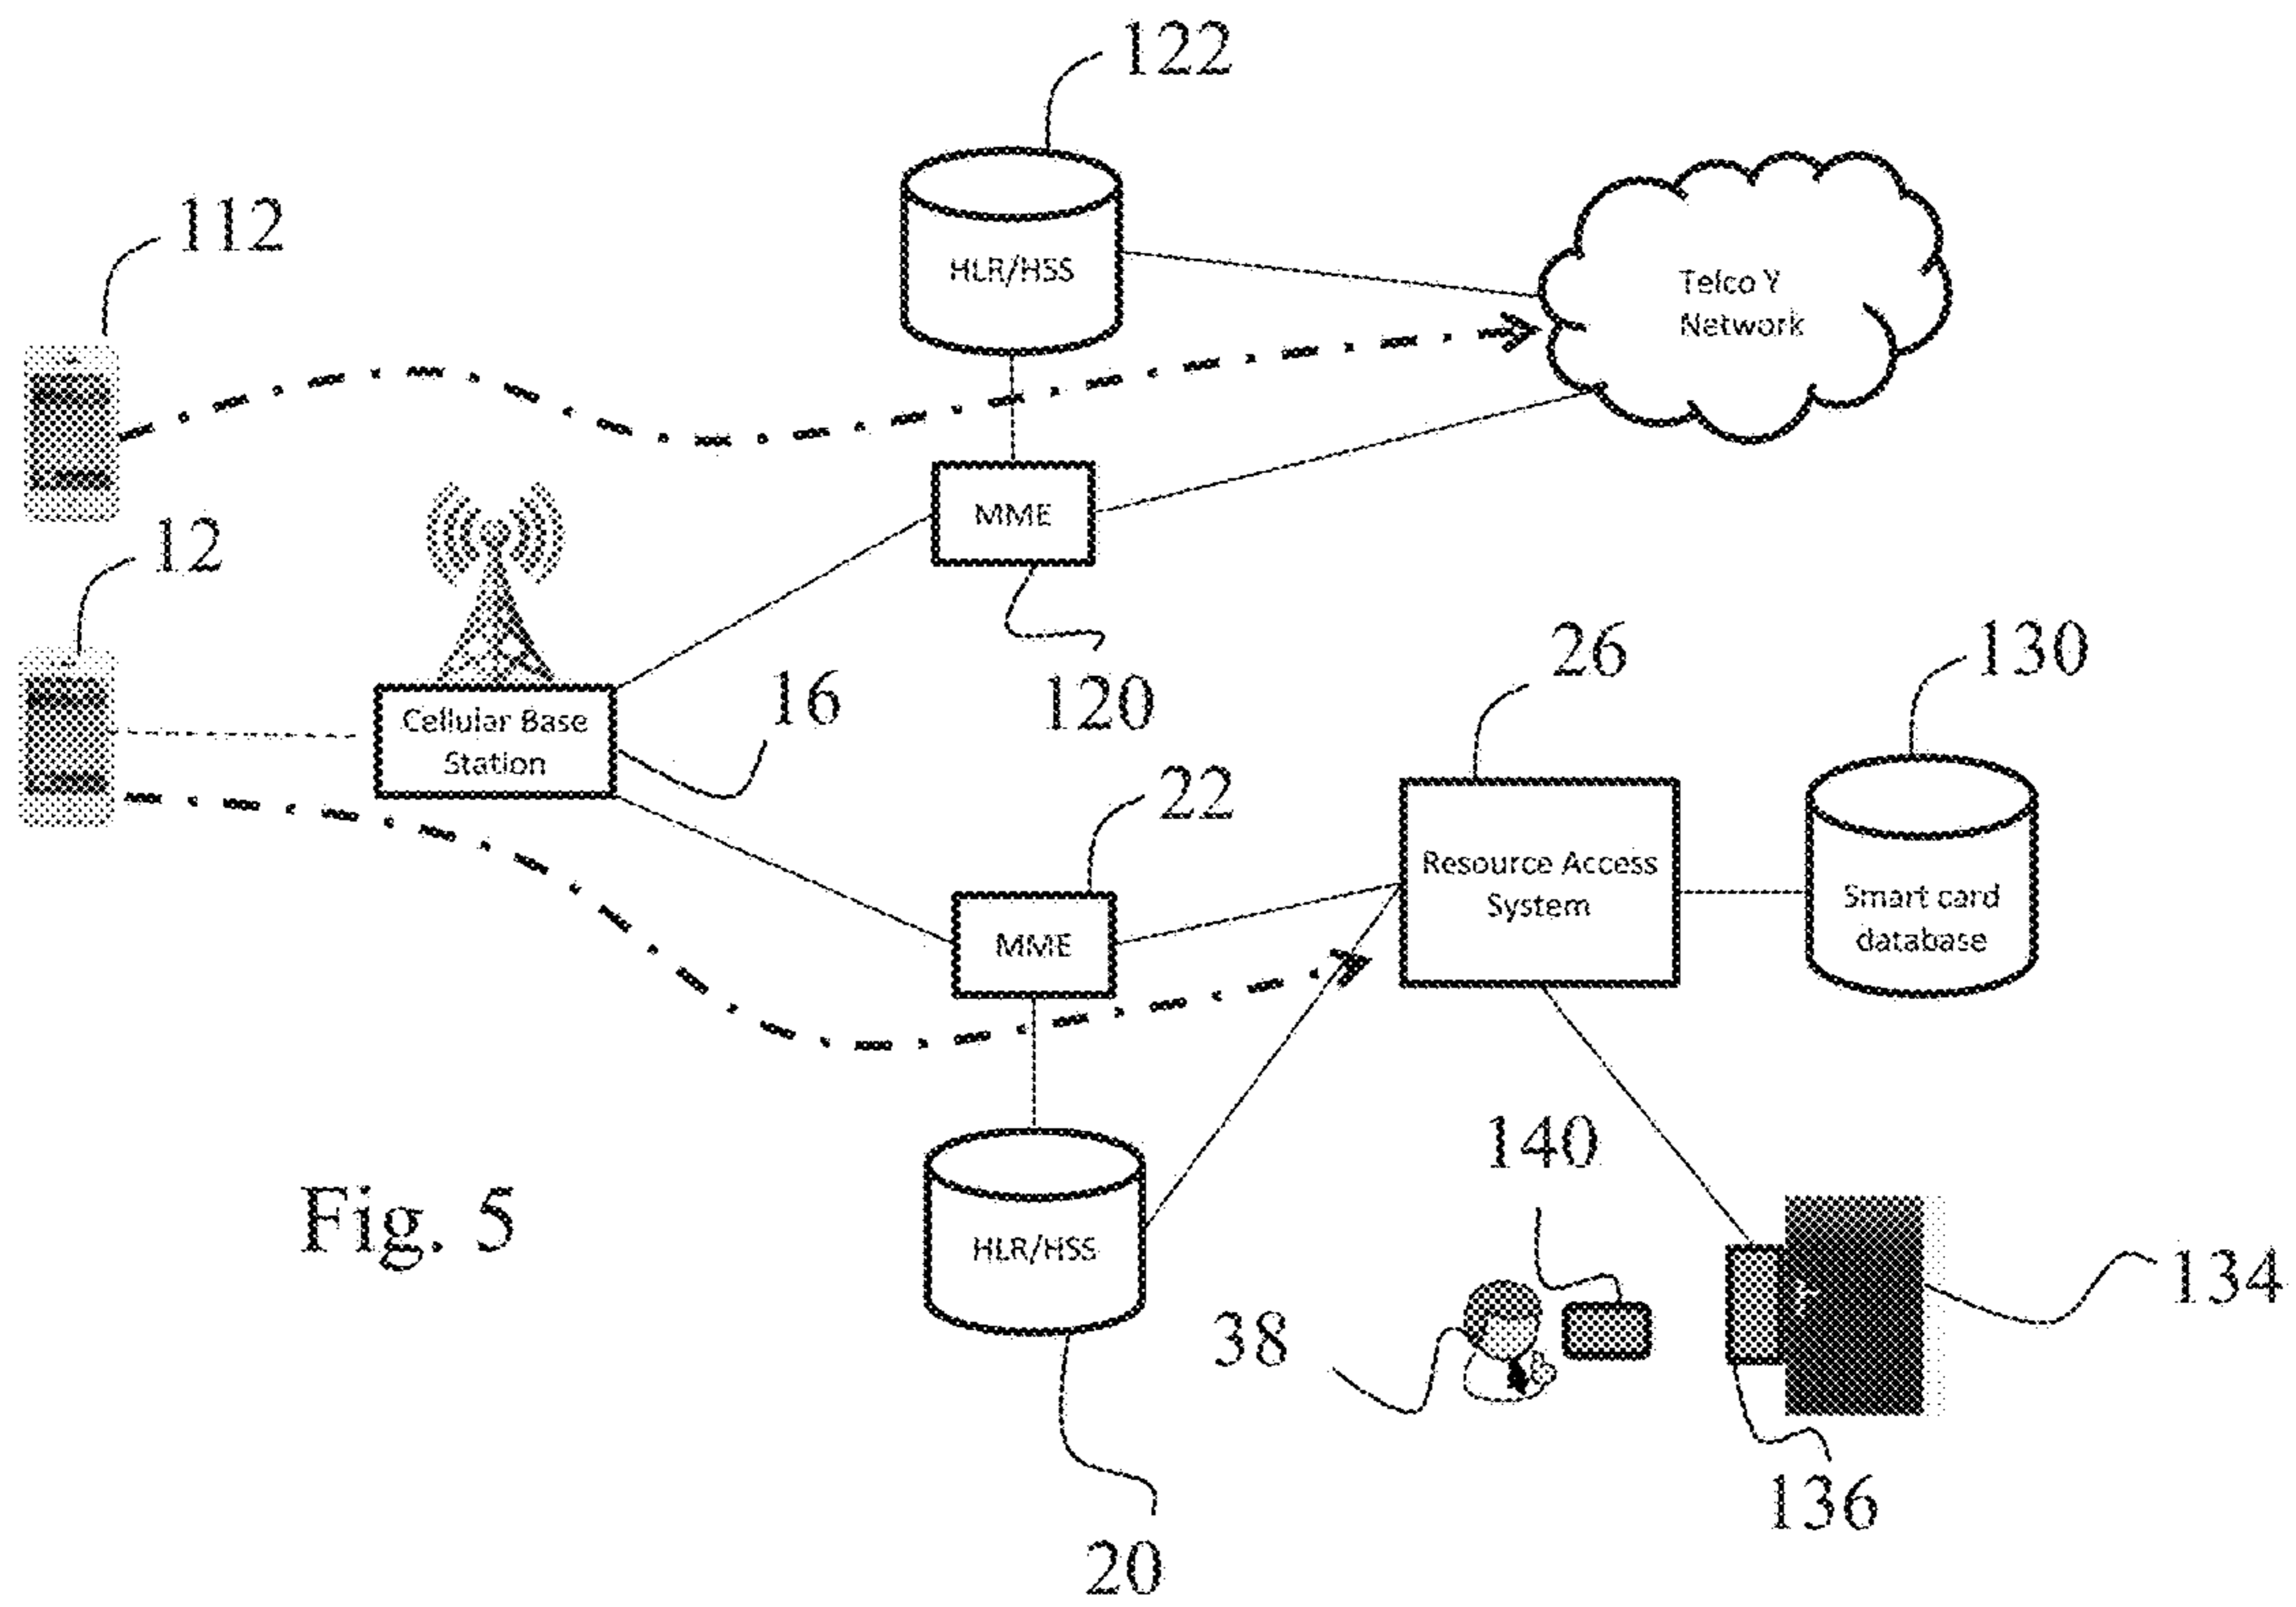 122
112
HLR/HSS
Telco Y
Network
12
MME
26
130
16
120
Cellular Base
Station
22
Resource Access
System
Smart card
database
MME
140
Fig. 5
HLR/HSS
134
38
136
20